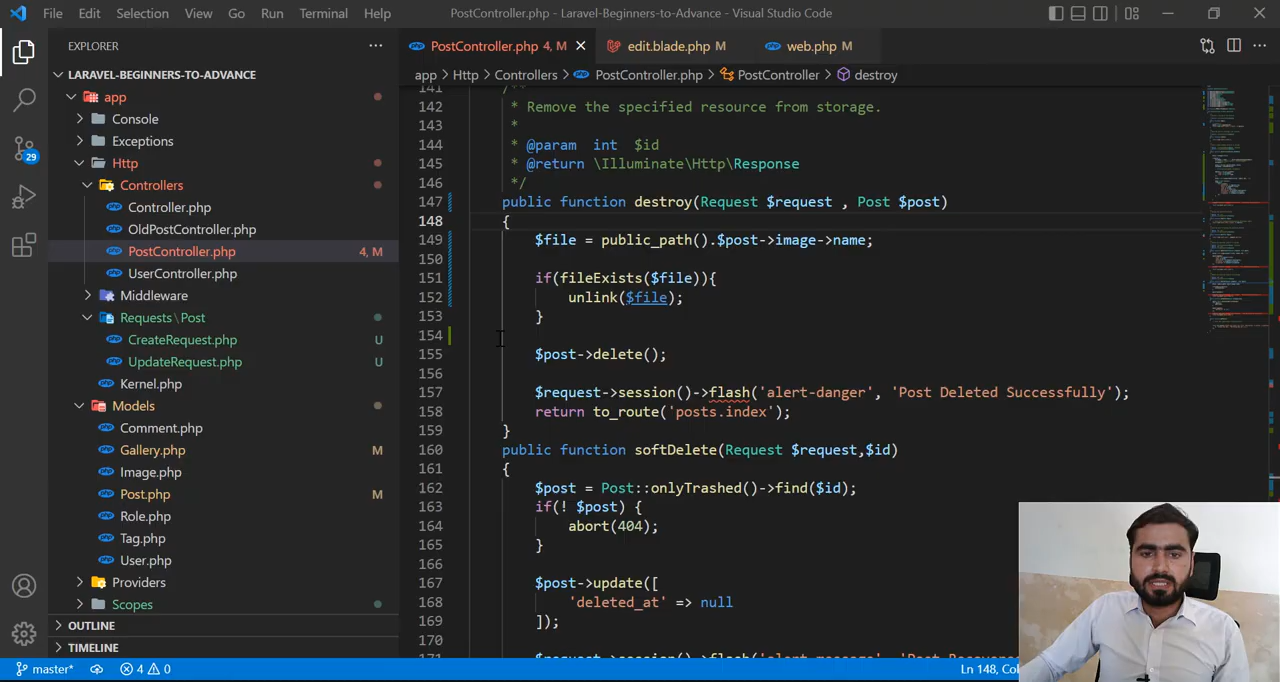 File Edit Selection View Go Run Terminal Help
PostController.php - Laravel-Beginners-to-Advance - Visual Studio Code
EXPLORER
LARAVEL-BEGINNERS-TO-ADVANCE
app
Console
Exceptions
Http
Controllers
Controller.php
OldPostController.php
PostController.php 4, M
UserController.php
Middleware
Requests\Post
CreateRequest.php U
UpdateRequest.php U
Kernel.php
Models
Comment.php
Gallery.php M
Image.php
Post.php M
Role.php
Tag.php
User.php
Providers
Scopes
OUTLINE
TIMELINE
29
PostController.php 4, M
edit.blade.php M
web.php M
app > Http > Controllers > PostController.php > PostController > destroy
141 /**
142 * Remove the specified resource from storage.
143 *
144 * @param int $id
145 * @return \Illuminate\Http\Response
146 */
147 public function destroy(Request $request , Post $post)
148 {
149 $file = public_path().$post->image->name;
150
151 if(fileExists($file)){
152 unlink($file);
153 }
154
155 $post->delete();
156
157 $request->session()->flash('alert-danger', 'Post Deleted Successfully');
158 return to_route('posts.index');
159 }
160 public function softDelete(Request $request,$id)
161 {
162 $post = Post::onlyTrashed()->find($id);
163 if(! $post) {
164 abort(404);
165 }
166
167 $post->update([
168 'deleted_at' => null
169 ]);
170
171 $request->session()->flash('alert-message', 'Post
master* 4 0
Ln 148,